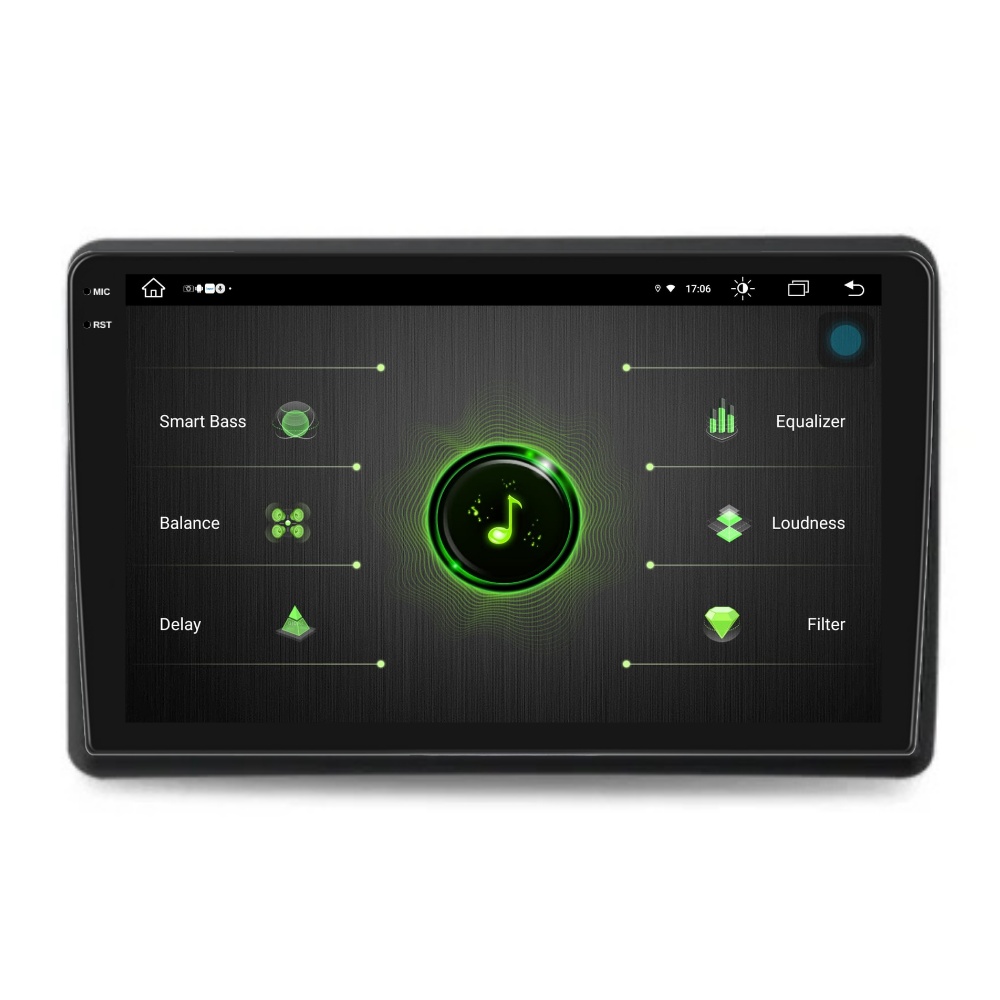 MIC
RST
17:06
Smart Bass
Equalizer
Balance
Loudness
Delay
Filter